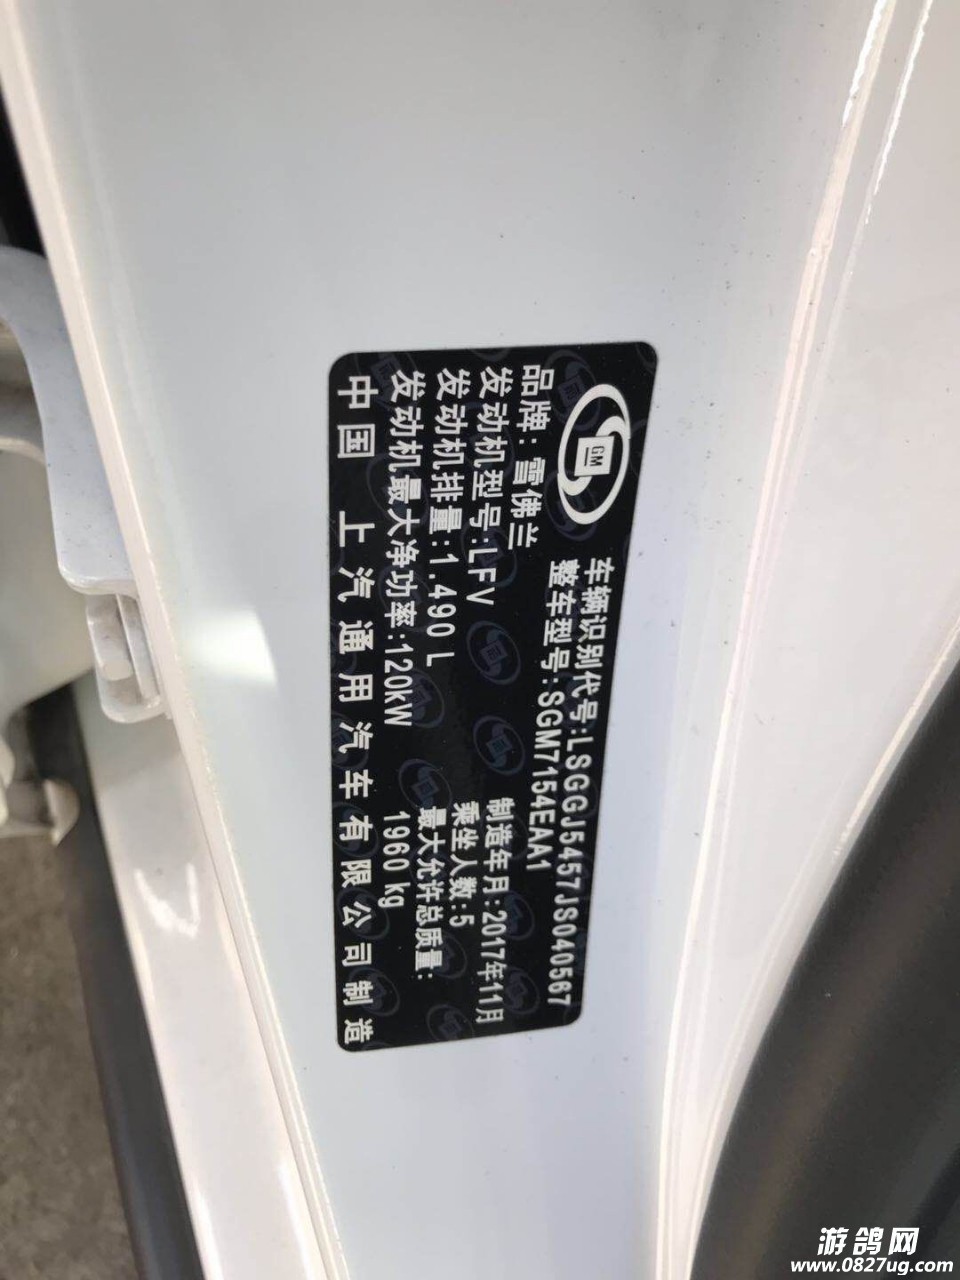 GM
车辆识别代号:LSGGJ5457JS040567
整车型号:SGM7154EAA1
品牌: 雪佛兰
发动机型号:LFV
制造年月:2017年11月
发动机排量:1.490 L
乘坐人数:5
发动机最大净功率:120kW
最大允许总质量:
1960 kg
中国 上汽通用汽车有限公司制造
游鸽网
www.0827ug.com